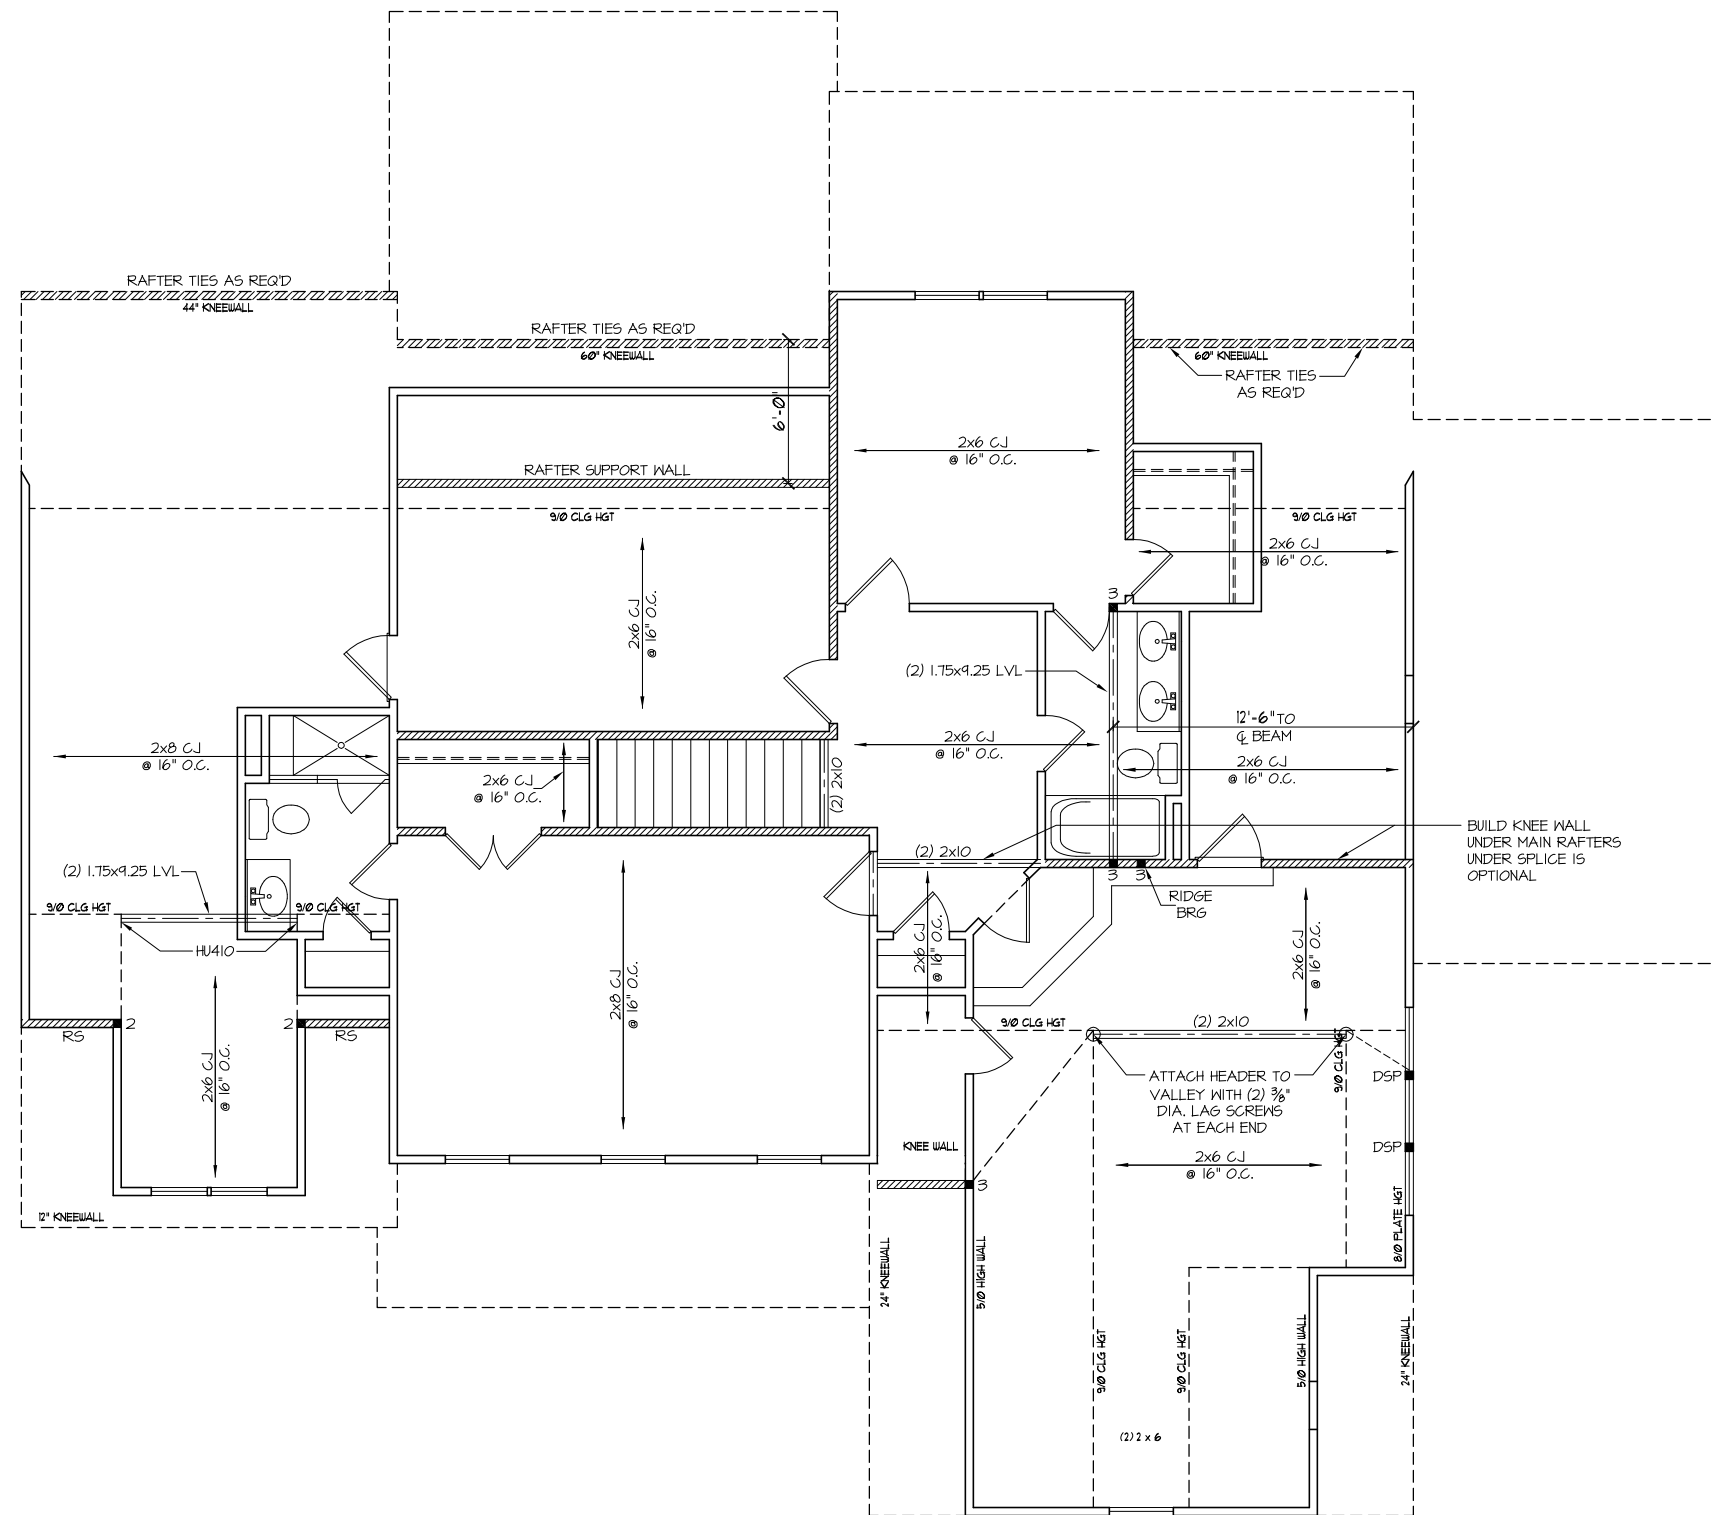 RAFTER TIES AS REQ'D
44" KNEEWALL
RAFTER TIES AS REQ'D
60" KNEEWALL
60" KNEEWALL
RAFTER TIES
AS REQ'D
6'-0"
2x6 CJ
@ 16" O.C.
RAFTER SUPPORT WALL
9/0 CLG HGT
9/0 CLG HGT
2x6 CJ
@ 16" O.C.
2x6 CJ
@ 16" O.C.
3
(2) 1.75x9.25 LVL
12'-6" TO
℄ BEAM
2x6 CJ
@ 16" O.C.
2x6 CJ
@ 16" O.C.
2x8 CJ
@ 16" O.C.
2x6 CJ
@ 16" O.C.
(2) 2x10
(2) 2x10
BUILD KNEE WALL
UNDER MAIN RAFTERS
UNDER SPLICE IS
OPTIONAL
3
3
RIDGE
BRG
(2) 1.75x9.25 LVL
9/0 CLG HGT
9/0 CLG HGT
HU410
2x6 CJ
@ 16" O.C.
2x6 CJ
@ 16" O.C.
2x8 CJ
@ 16" O.C.
2
2
RS
RS
2x6 CJ
@ 16" O.C.
9/0 CLG HGT
(2) 2x10
9/0 CLG HGT
ATTACH HEADER TO
VALLEY WITH (2) 3/8"
DIA. LAG SCREWS
AT EACH END
DSP
DSP
KNEE WALL
2x6 CJ
@ 16" O.C.
3
12" KNEEWALL
24" KNEEWALL
5/0 HIGH WALL
8/0 PLATE HGT
9/0 CLG HGT
9/0 CLG HGT
5/0 HIGH WALL
24" KNEEWALL
(2) 2 x 6